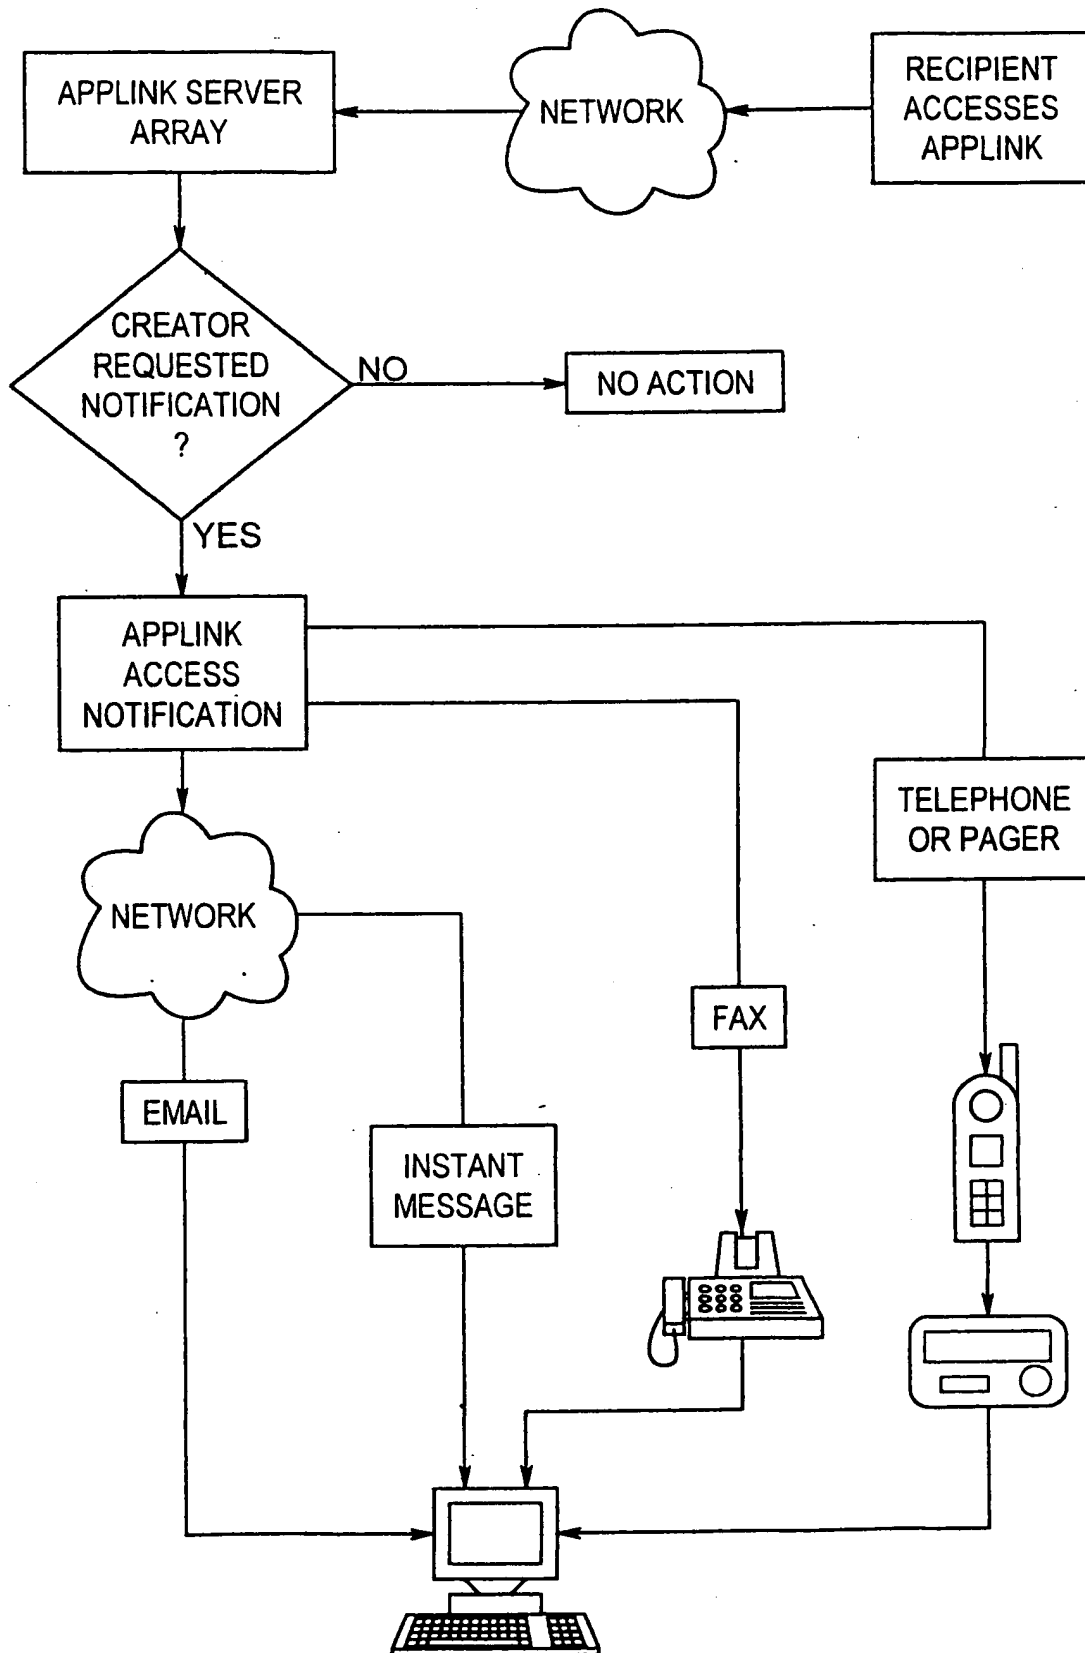 APPLINK SERVER
ARRAY
NETWORK
RECIPIENT
ACCESSES
APPLINK
CREATOR
REQUESTED
NOTIFICATION
?
NO
NO ACTION
YES
APPLINK
ACCESS
NOTIFICATION
TELEPHONE
OR PAGER
NETWORK
FAX
EMAIL
INSTANT
MESSAGE